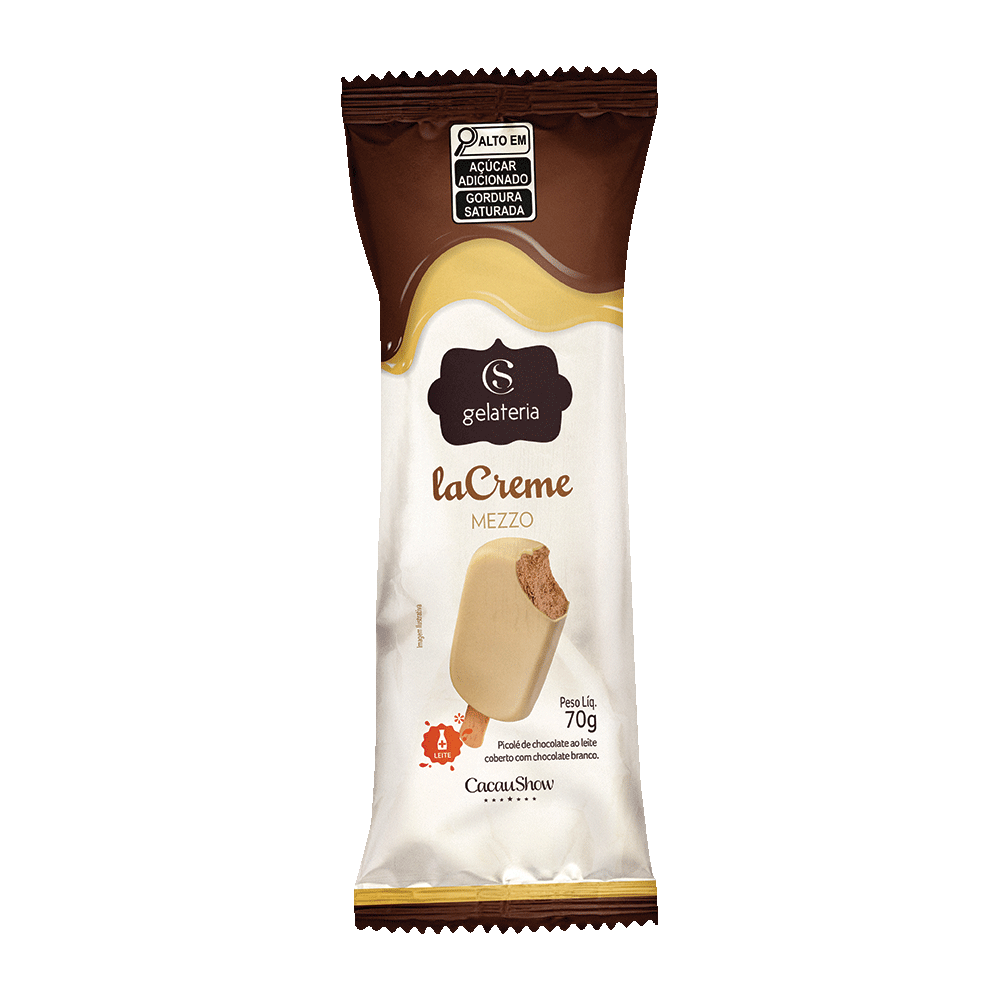 ALTO EM
AÇÚCAR
ADICIONADO
GORDURA
SATURADA
CS
gelateria
laCreme
MEZZO
Imagem Ilustrativa
Peso Líq.
70g
Picolé de chocolate ao leite
coberto com chocolate branco.
LEITE
CacauShow